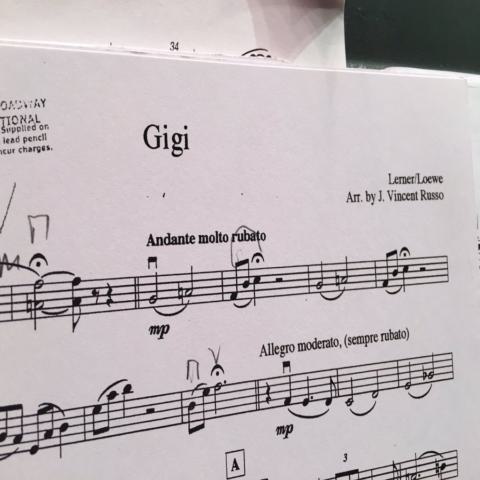 34
OADWAY
TIONAL
Supplied on
lead pencil
ncur charges.
Gigi
Lerner/Loewe
Arr. by J. Vincent Russo
Andante molto rubato
mp
Allegro moderato, (sempre rubato)
mp
A
3